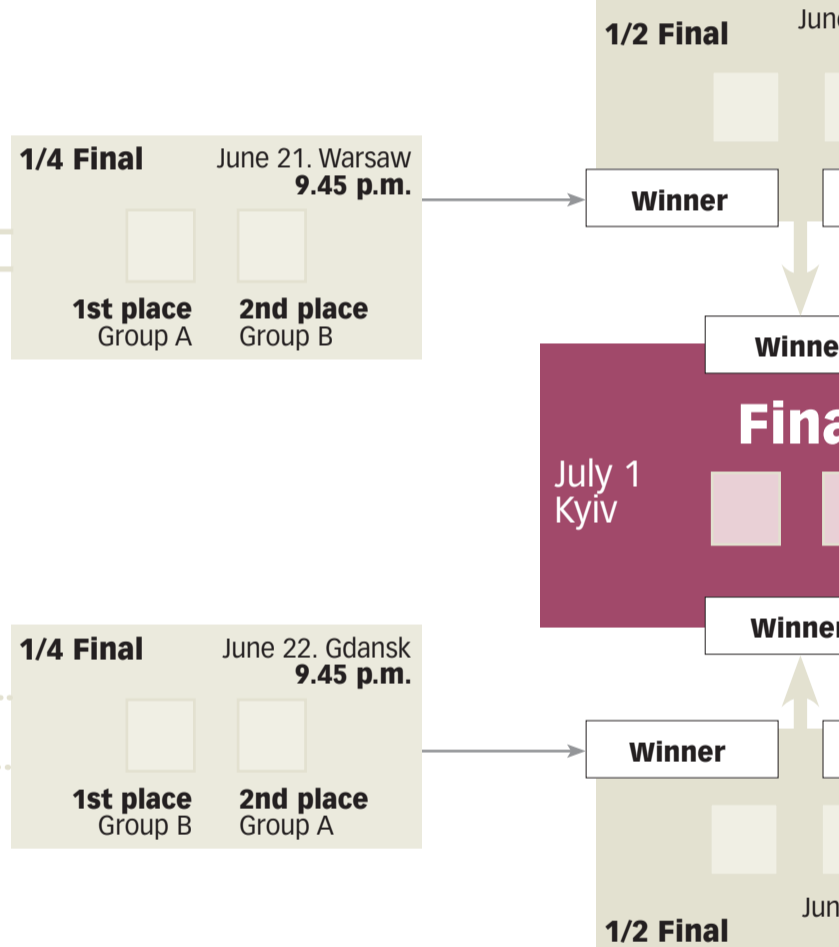 1/2 Final
1/4 Final
June 21. Warsaw
9.45 p.m.
Winner
1st place
2nd place
Group A
Group B
July 1
Kyiv
1/4 Final
June 22. Gdansk
9.45 p.m.
Winner
Winner
1st place
2nd place
Group B
Group A
1/2 Final